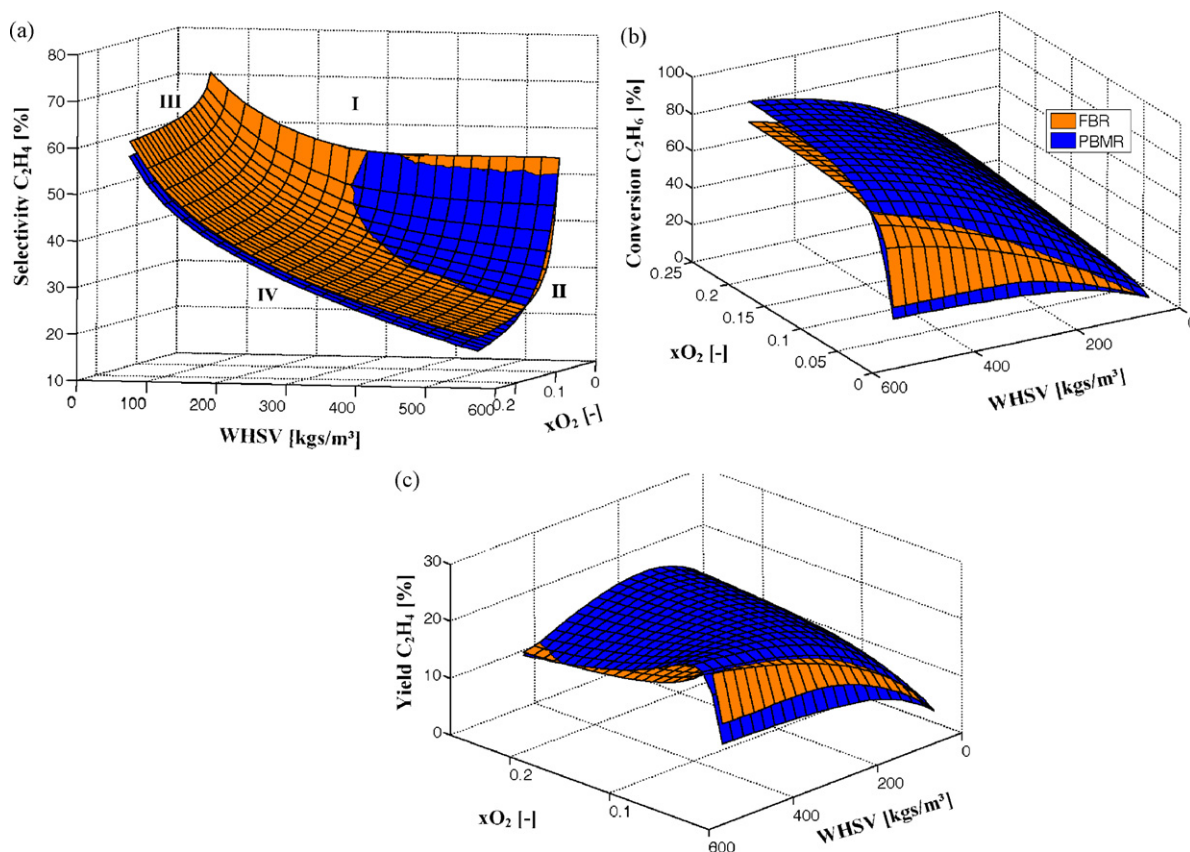 (a)
80
70
60
50
40
30
20
10
Selectivity C₂H₄ [%]
III
I
IV
II
0
100
200
300
400
500
600
0.2
0.1
0
WHSV [kgs/m³]
xO₂ [-]
(b)
100
80
60
40
20
0
Conversion C₂H₆ [%]
FBR
PBMR
0.25
0.2
0.15
0.1
0.05
0
xO₂ [-]
600
400
200
0
WHSV [kgs/m³]
(c)
30
20
10
0
Yield C₂H₄ [%]
0.2
0.1
xO₂ [-]
600
400
200
0
WHSV [kgs/m³]